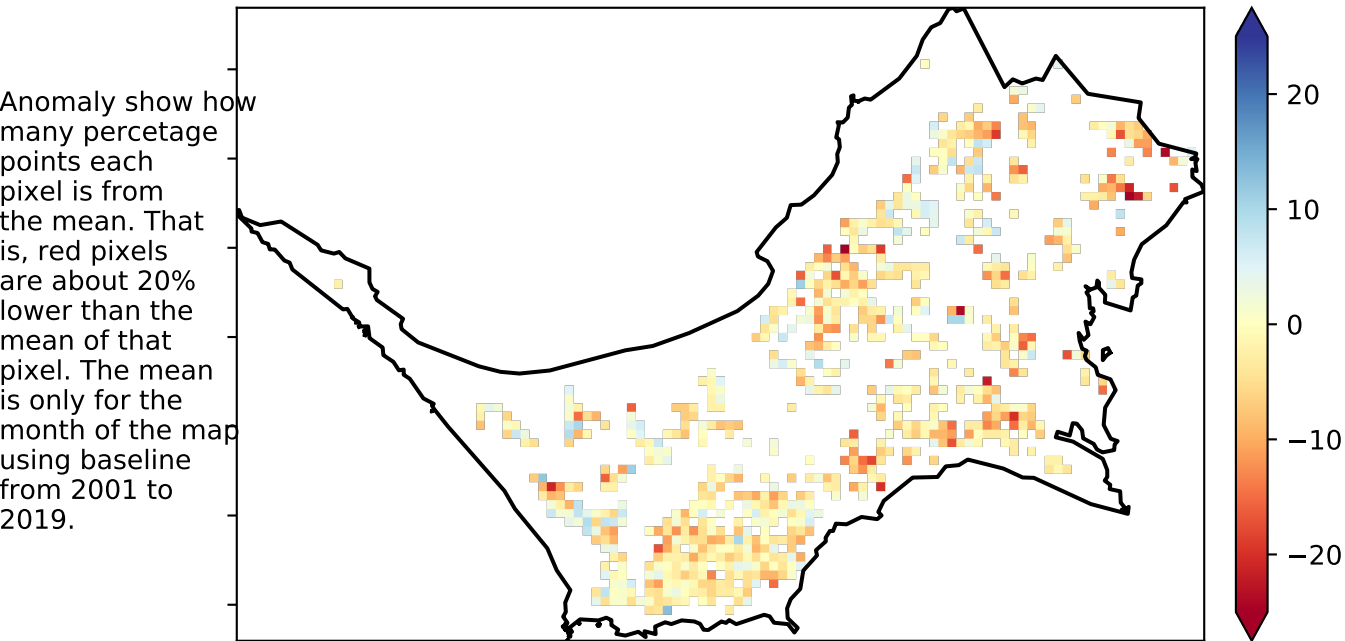 Anomaly show how
many percetage
points each
pixel is from
the mean. That
is, red pixels
are about 20%
lower than the
mean of that
pixel. The mean
is only for the
month of the map
using baseline
from 2001 to
2019.
20
10
0
−10
−20